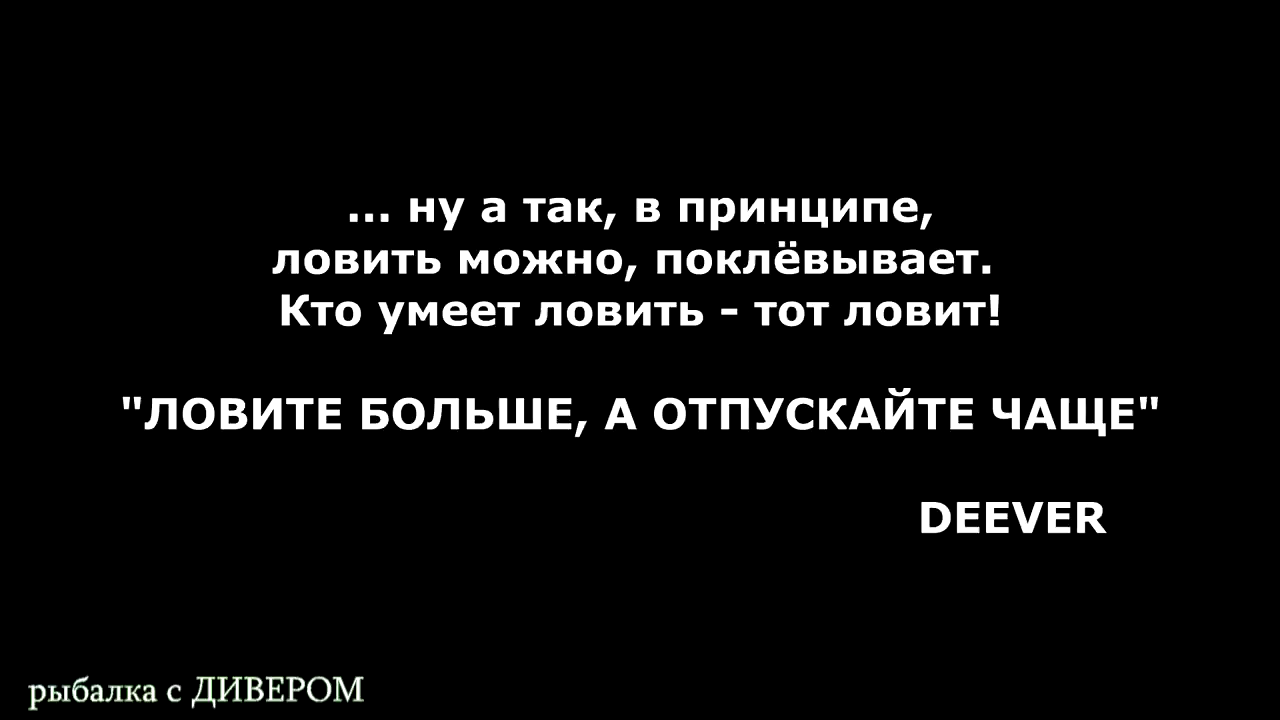 ... ну а так, в принципе,
ловить можно, поклёвывает.
Кто умеет ловить - тот ловит!
"ЛОВИТЕ БОЛЬШЕ, А ОТПУСКАЙТЕ ЧАЩЕ"
DEEVER
рыбалка с ДИВЕРОМ